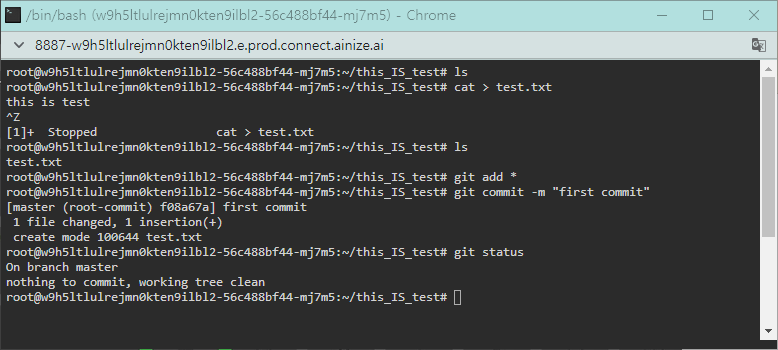 /bin/bash (w9h5ltlulrejmn0kten9ilbl2-56c488bf44-mj7m5) - Chrome
8887-w9h5ltlulrejmn0kten9ilbl2.e.prod.connect.ainize.ai
root@w9h5ltlulrejmn0kten9ilbl2-56c488bf44-mj7m5:~/this_IS_test# ls
root@w9h5ltlulrejmn0kten9ilbl2-56c488bf44-mj7m5:~/this_IS_test# cat > test.txt
this is test
^Z
[1]+  Stopped                 cat > test.txt
root@w9h5ltlulrejmn0kten9ilbl2-56c488bf44-mj7m5:~/this_IS_test# ls
test.txt
root@w9h5ltlulrejmn0kten9ilbl2-56c488bf44-mj7m5:~/this_IS_test# git add *
root@w9h5ltlulrejmn0kten9ilbl2-56c488bf44-mj7m5:~/this_IS_test# git commit -m "first commit"
[master (root-commit) f08a67a] first commit
 1 file changed, 1 insertion(+)
 create mode 100644 test.txt
root@w9h5ltlulrejmn0kten9ilbl2-56c488bf44-mj7m5:~/this_IS_test# git status
On branch master
nothing to commit, working tree clean
root@w9h5ltlulrejmn0kten9ilbl2-56c488bf44-mj7m5:~/this_IS_test#